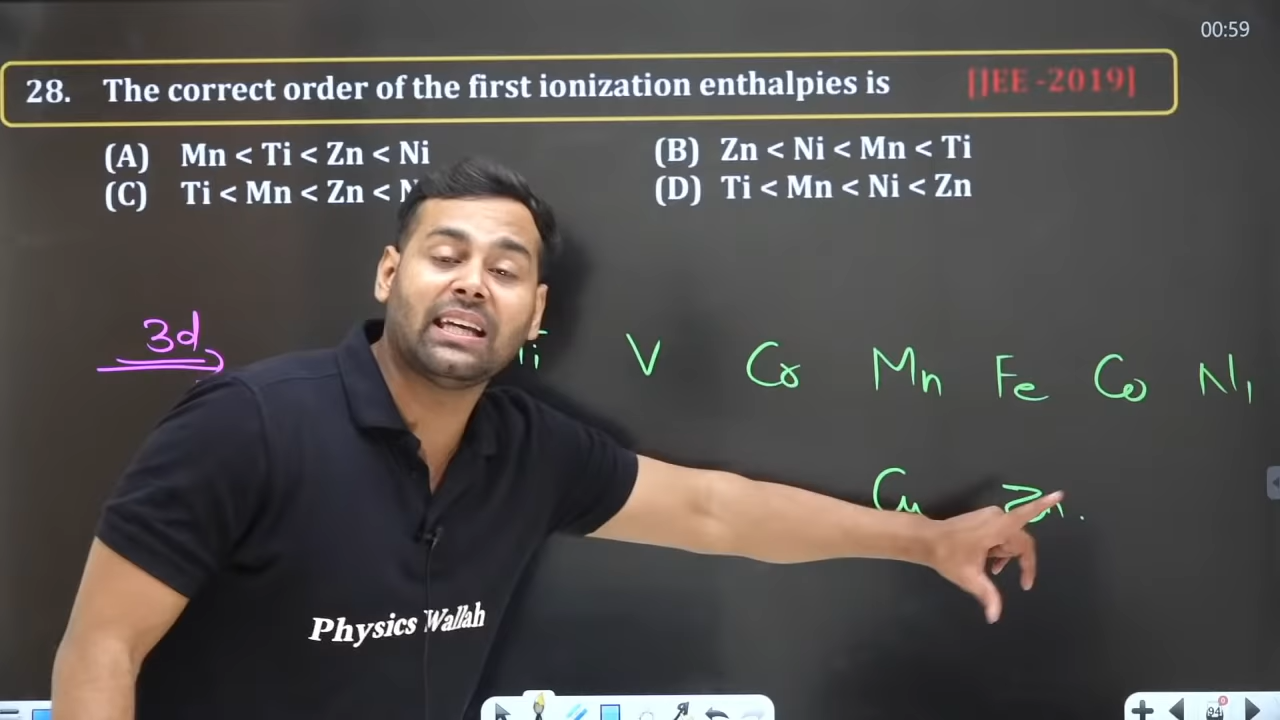 00:59
28. The correct order of the first ionization enthalpies is [JEE -2019]
(A) Mn < Ti < Zn < Ni (B) Zn < Ni < Mn < Ti
(C) Ti < Mn < Zn < (D) Ti < Mn < Ni < Zn
3d V Cr Mn Fe Co Ni
Cu Zn.
Physics Wallah
94